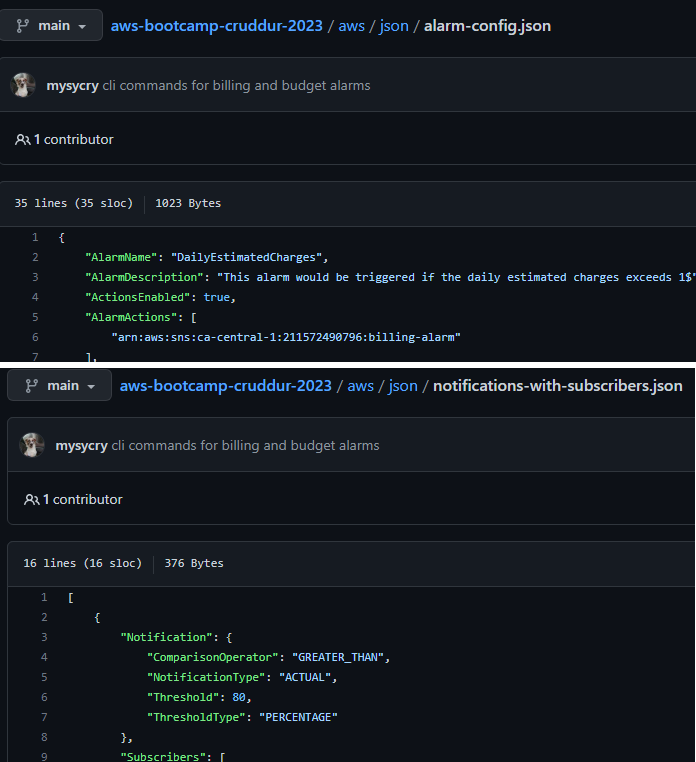 main aws-bootcamp-cruddur-2023 / aws / json / alarm-config.json
mysycry cli commands for billing and budget alarms
1 contributor
35 lines (35 sloc) 1023 Bytes
1 {
2 "AlarmName": "DailyEstimatedCharges",
3 "AlarmDescription": "This alarm would be triggered if the daily estimated charges exceeds 1$"
4 "ActionsEnabled": true,
5 "AlarmActions": [
6 "arn:aws:sns:ca-central-1:211572490796:billing-alarm"
7 ],
main aws-bootcamp-cruddur-2023 / aws / json / notifications-with-subscribers.json
mysycry cli commands for billing and budget alarms
1 contributor
16 lines (16 sloc) 376 Bytes
1 [
2 {
3 "Notification": {
4 "ComparisonOperator": "GREATER_THAN",
5 "NotificationType": "ACTUAL",
6 "Threshold": 80,
7 "ThresholdType": "PERCENTAGE"
8 },
9 "Subscribers": [